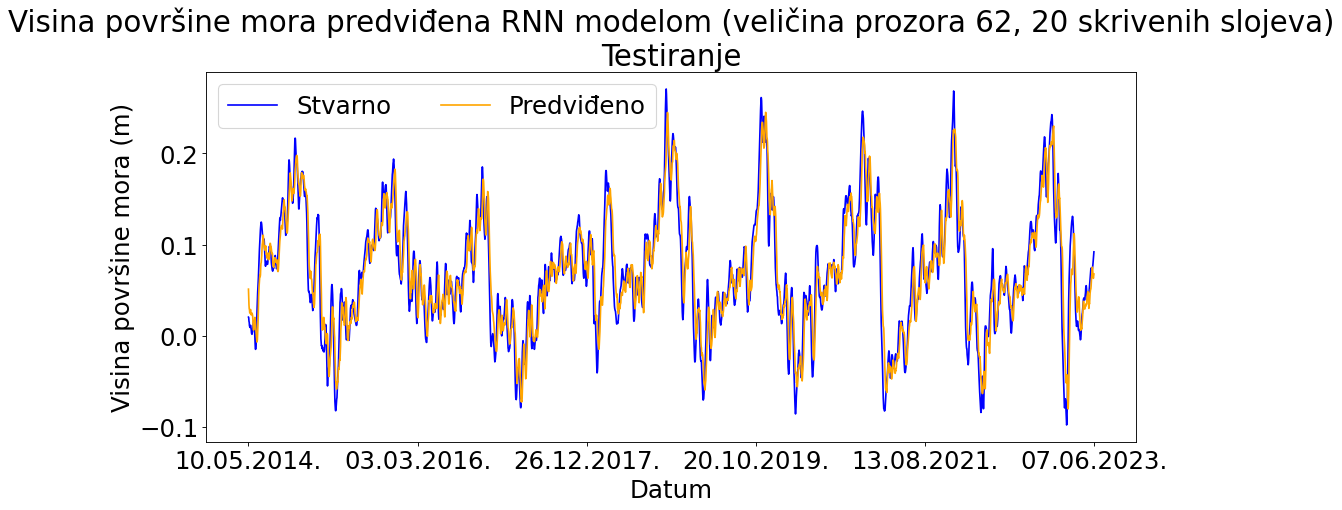 Visina površine mora predviđena RNN modelom (veličina prozora 62, 20 skrivenih slojeva)
Testiranje
Stvarno Predviđeno
Visina površine mora (m)
0.2
0.1
0.0
−0.1
10.05.2014. 03.03.2016. 26.12.2017. 20.10.2019. 13.08.2021. 07.06.2023.
Datum